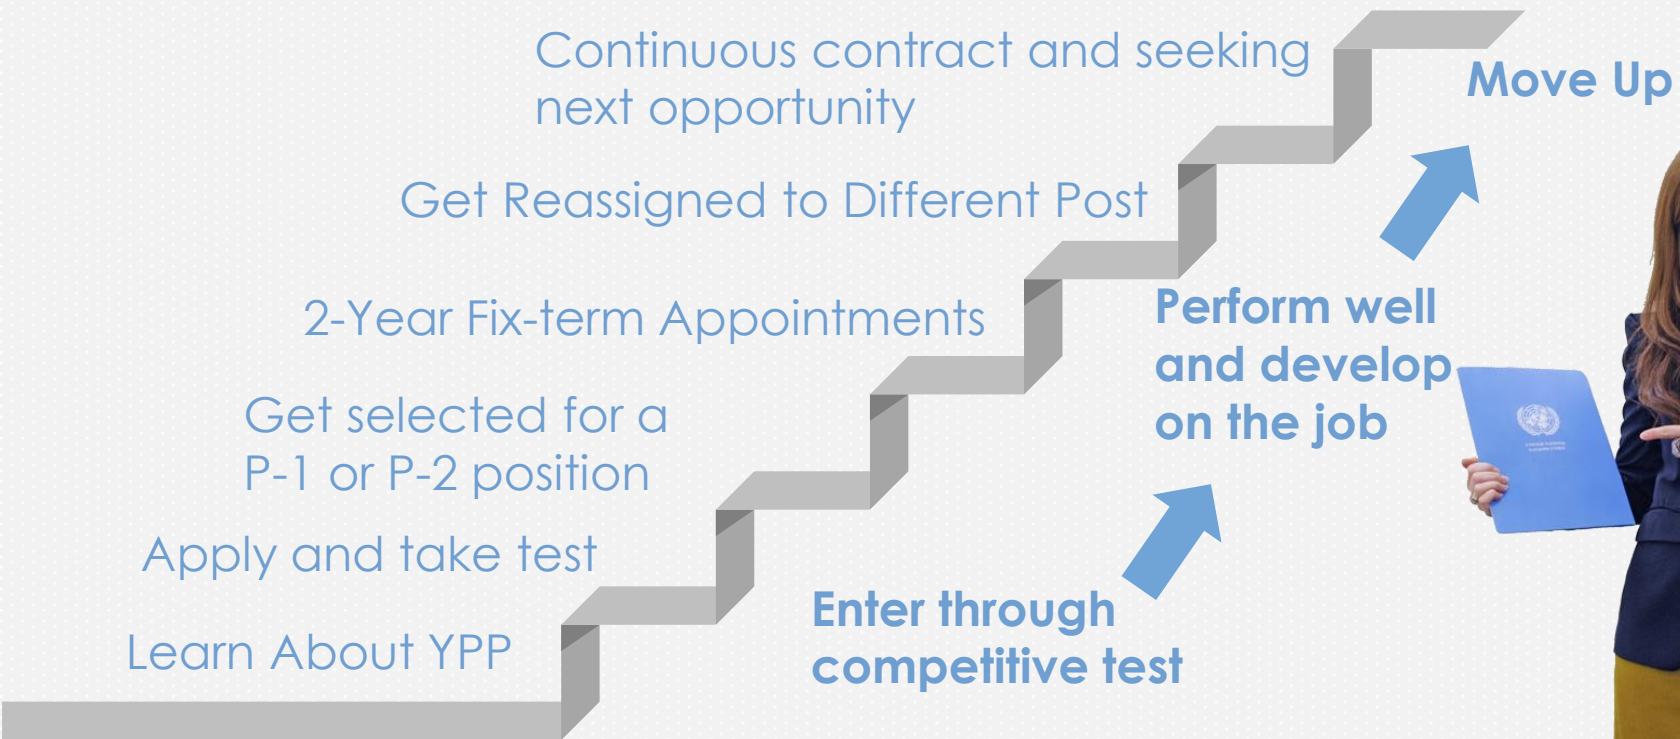 Continuous contract and seeking
next opportunity
Move Up
Get Reassigned to Different Post
2-Year Fix-term Appointments
Perform well
and develop
on the job
Get selected for a
P-1 or P-2 position
Apply and take test
Enter through
competitive test
Learn About YPP